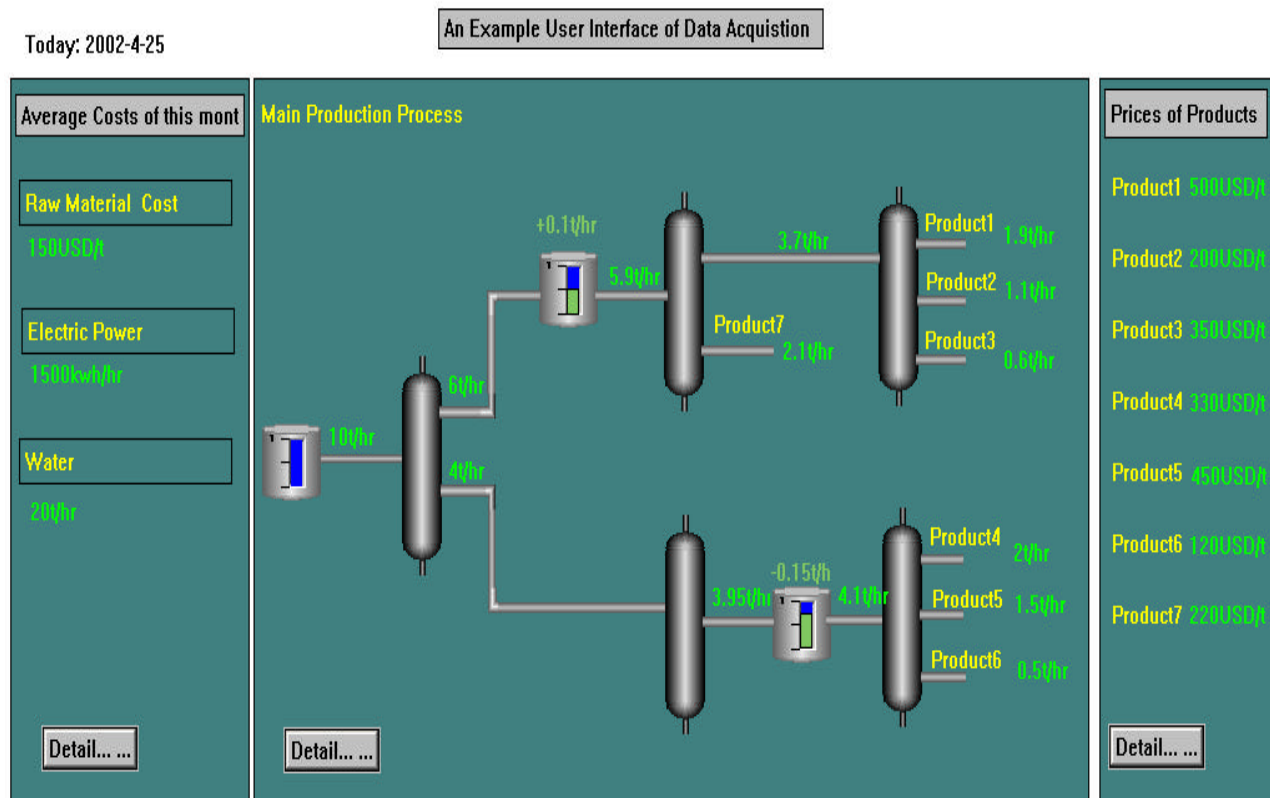 An Example User Interface of Data Acquistion
Today: 2002-4-25
Average Costs of this mont
Raw Material Cost
150USD/t
Electric Power
1500kwh/hr
Water
20t/hr
Detail... ...
Main Production Process
10t/hr
6t/hr
4t/hr
+0.1t/hr
1
5.9t/hr
3.7t/hr
Product7
2.1t/hr
Product1 1.9t/hr
Product2 1.1t/hr
Product3 0.6t/hr
1
3.95t/hr
-0.15t/h
1
4.1t/hr
Product4 2t/hr
Product5 1.5t/hr
Product6 0.5t/hr
Detail... ...
Prices of Products
Product1 500USD/t
Product2 200USD/t
Product3 350USD/t
Product4 330USD/t
Product5 450USD/t
Product6 120USD/t
Product7 220USD/t
Detail... ...